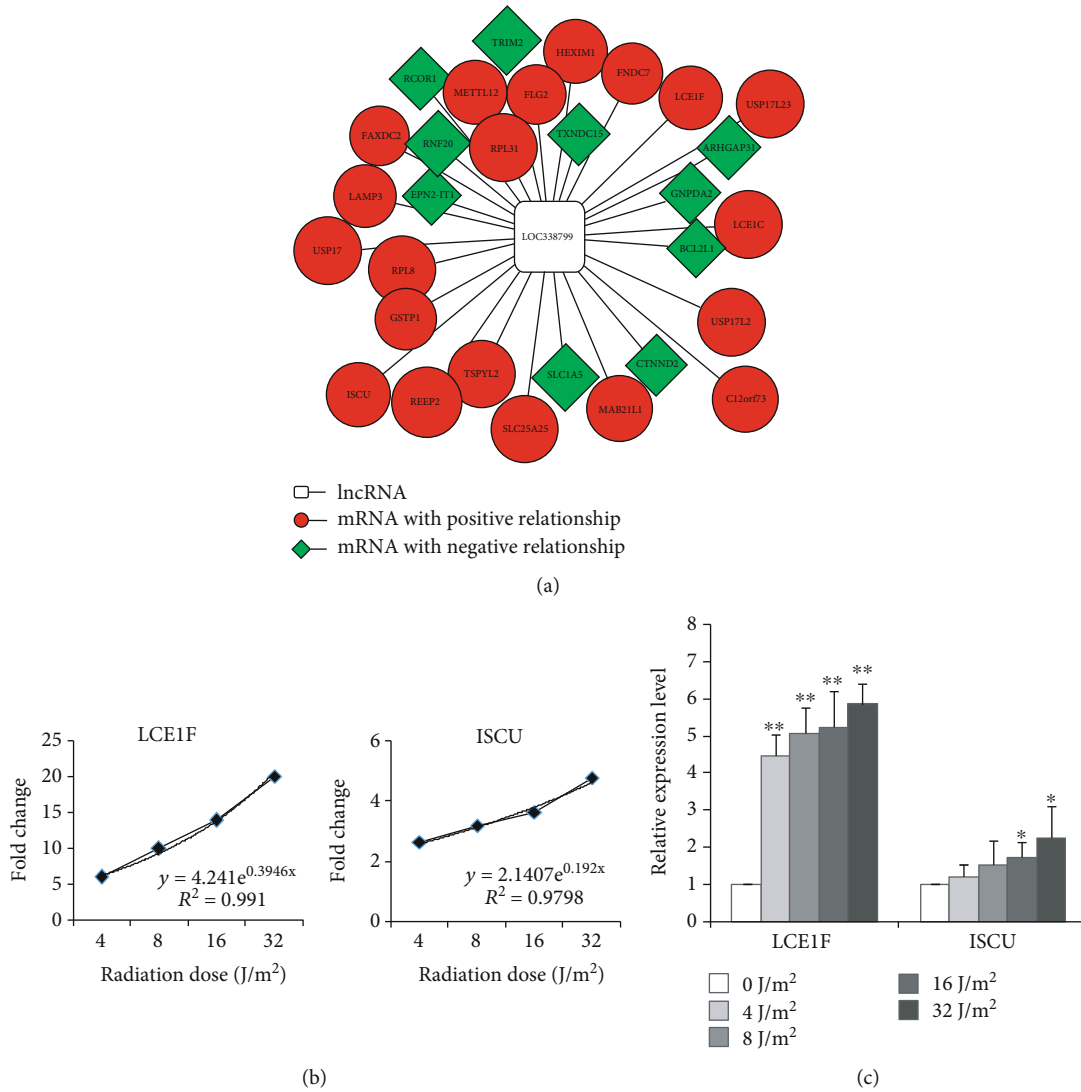 TRIM2
HEXIM1
RCOR1
FNDC7
METTL12
FLG2
LCE1F
USP17L23
FAXDC2
RNF20
RPL31
TXNDC15
ARHGAP31
LAMP3
EPN2-IT1
GNPDA2
LCE1C
USP17
LOC338799
BCL2L1
RPL8
GSTP1
USP17L2
ISCU
REEP2
TSPYL2
SLC1A5
CTNND2
C12orf73
SLC25A25
MAB21L1
lncRNA
mRNA with positive relationship
mRNA with negative relationship
(a)
LCE1F
Fold change
25
20
15
10
5
0
y = 4.241e^0.3946x
R² = 0.991
4 8 16 32
Radiation dose (J/m²)
ISCU
Fold change
6
4
2
0
y = 2.1407e^0.192x
R² = 0.9798
4 8 16 32
Radiation dose (J/m²)
(b)
Relative expression level
8
7
6
5
4
3
2
1
0
** ** ** **
* *
LCE1F ISCU
0 J/m²
4 J/m²
8 J/m²
16 J/m²
32 J/m²
(c)